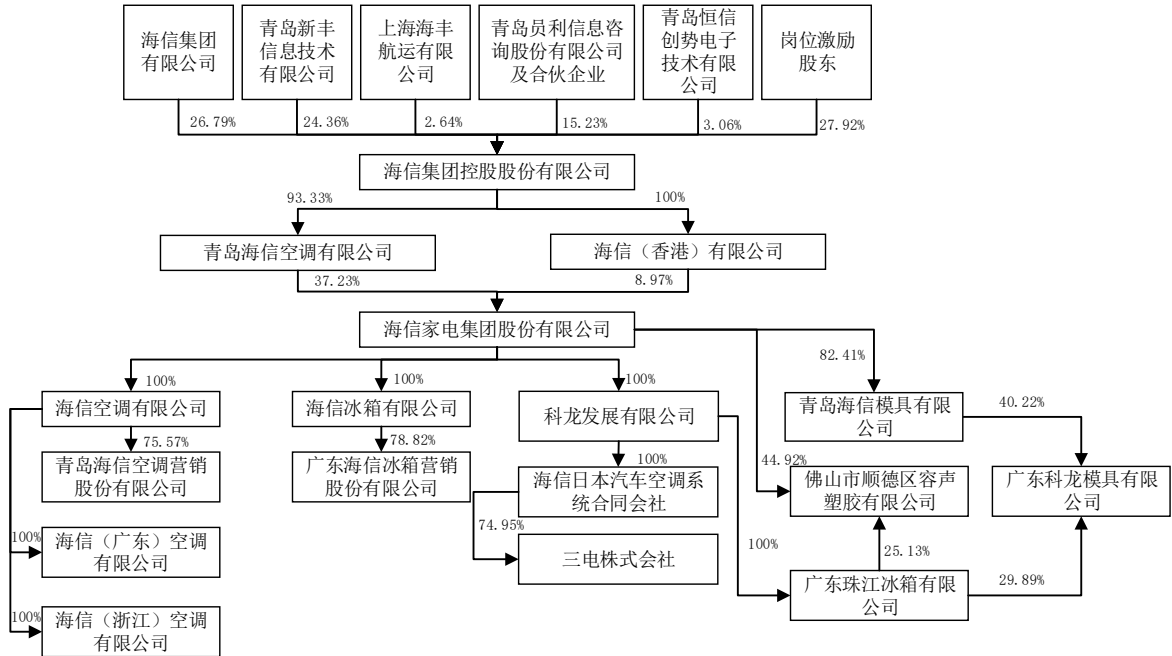 海信集团
有限公司
青岛新丰
信息技术
有限公司
上海海丰
航运有限
公司
青岛员利信息咨
询股份有限公司
及合伙企业
青岛恒信
创势电子
技术有限
公司
岗位激励
股东
26.79%
24.36%
2.64%
15.23%
3.06%
27.92%
海信集团控股股份有限公司
93.33%
100%
青岛海信空调有限公司
海信（香港）有限公司
37.23%
8.97%
海信家电集团股份有限公司
82.41%
100%
100%
100%
海信空调有限公司
海信冰箱有限公司
科龙发展有限公司
青岛海信模具有限
公司
40.22%
75.57%
78.82%
100%
44.92%
青岛海信空调营销
股份有限公司
广东海信冰箱营销
股份有限公司
海信日本汽车空调系
统合同会社
佛山市顺德区容声
塑胶有限公司
广东科龙模具有限
公司
74.95%
100%
海信（广东）空调
有限公司
三电株式会社
100%
25.13%
广东珠江冰箱有限
公司
29.89%
100%
海信（浙江）空调
有限公司